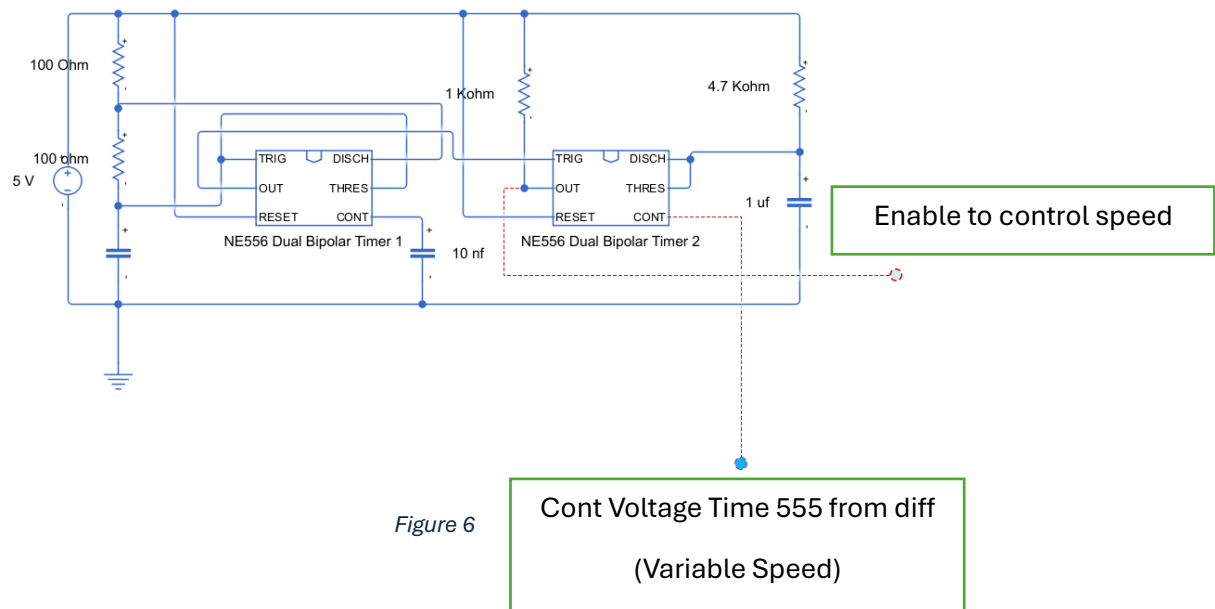 100 Ohm
1 Kohm
4.7 Kohm
100 ohm
5 V
TRIG DISCH
OUT THRES
RESET CONT
NE556 Dual Bipolar Timer 1
10 nf
TRIG DISCH
OUT THRES
RESET CONT
NE556 Dual Bipolar Timer 2
1 uf
Enable to control speed
Figure 6
Cont Voltage Time 555 from diff
(Variable Speed)